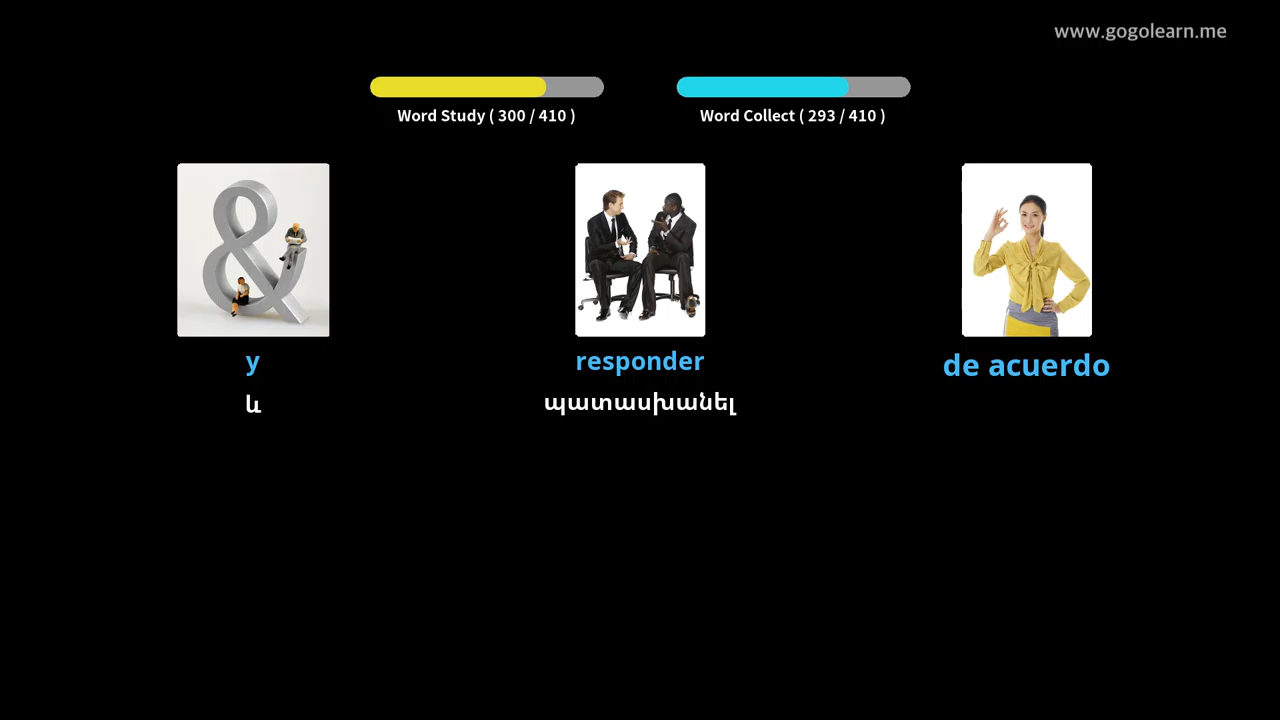 www.gogolearn.me
Word Study ( 300 / 410 )
Word Collect ( 293 / 410 )
&
y
responder
de acuerdo
և
պատասխանել